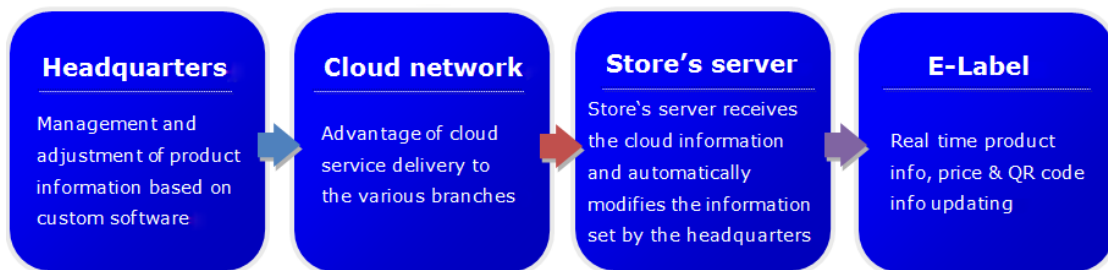 Headquarters
Management and
adjustment of product
information based on
custom software
Cloud network
Advantage of cloud
service delivery to
the various branches
Store's server
Store‛s server receives
the cloud information
and automatically
modifies the information
set by the headquarters
E-Label
Real time product
info, price & QR code
info updating